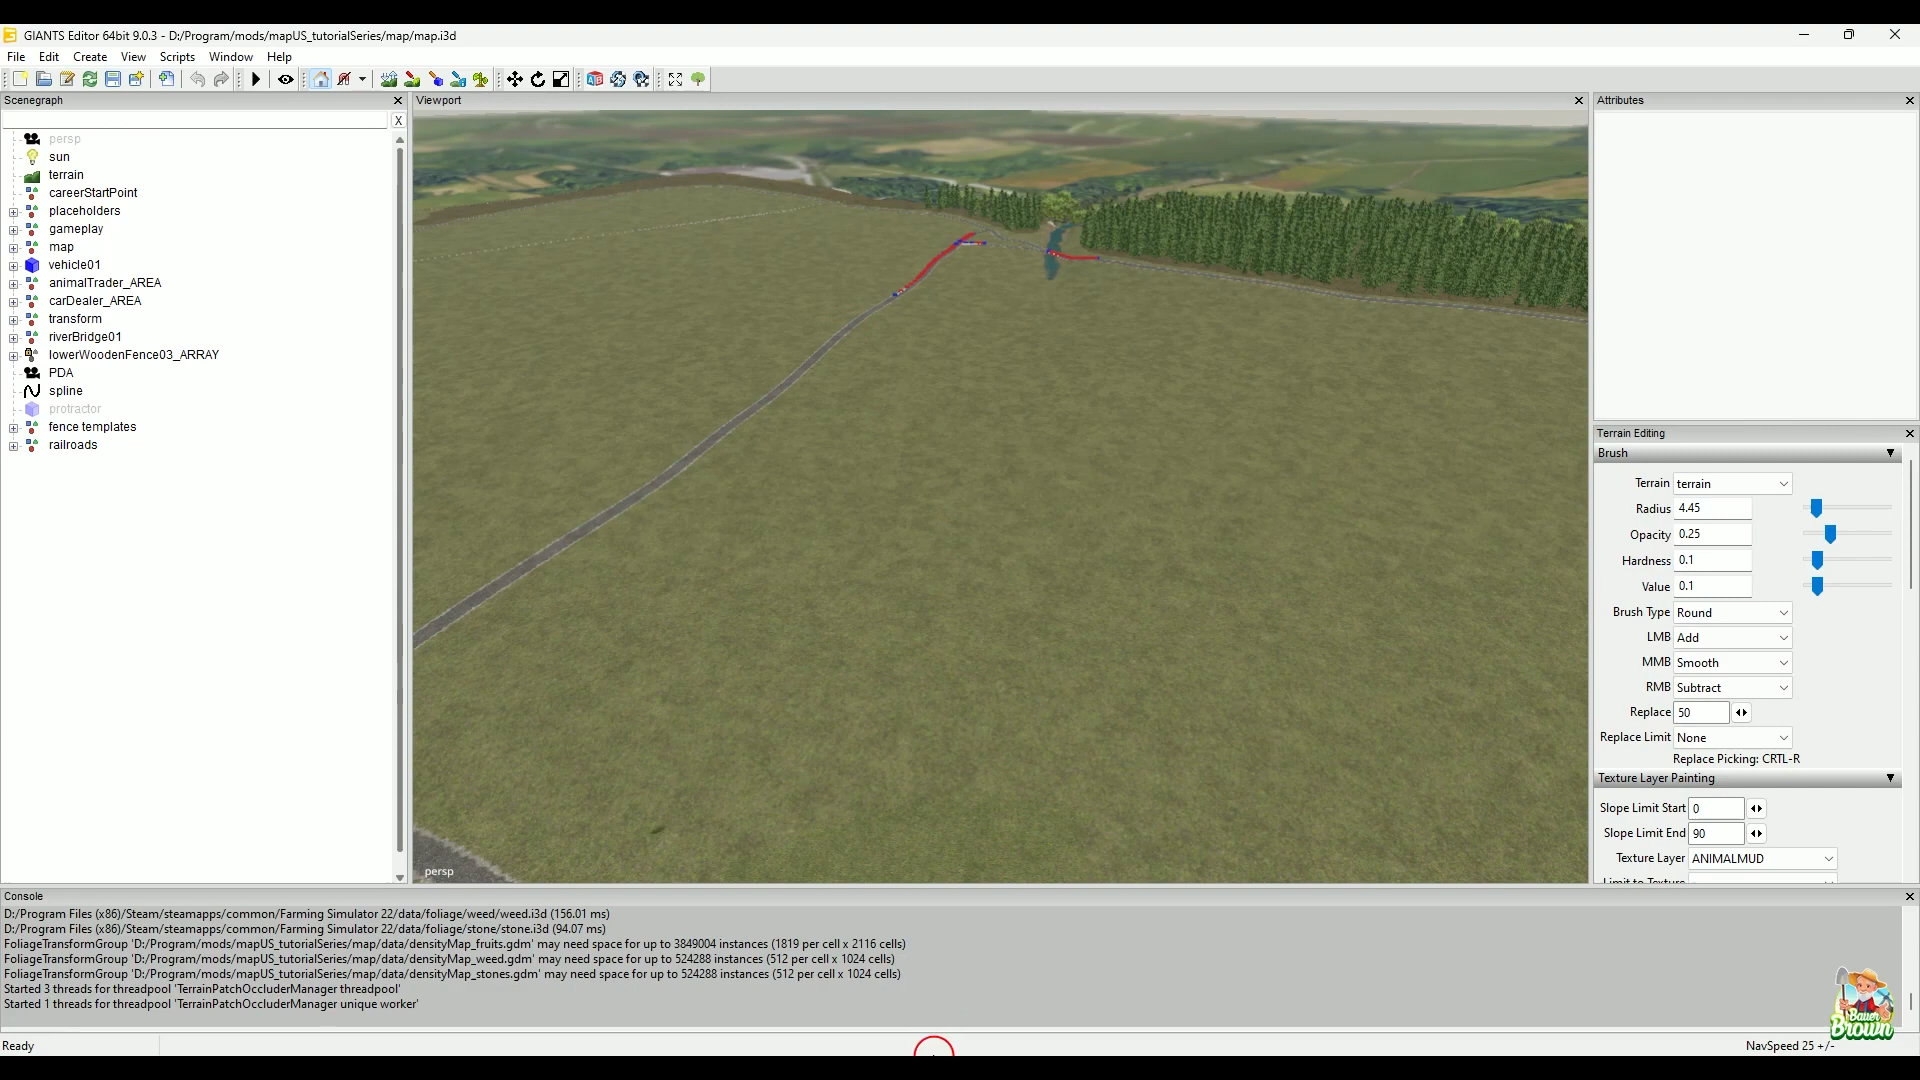 GIANTS Editor 64bit 9.0.3 - D:/Program/mods/mapUS_tutorialSeries/map/map.i3d
File Edit Create View Scripts Window Help
Scenegraph
X
persp
sun
terrain
careerStartPoint
placeholders
gameplay
map
vehicle01
animalTrader_AREA
carDealer_AREA
transform
riverBridge01
lowerWoodenFence03_ARRAY
PDA
spline
protractor
fence templates
railroads
Viewport
persp
Attributes
Terrain Editing
Brush
Terrain terrain
Radius 4.45
Opacity 0.25
Hardness 0.1
Value 0.1
Brush Type Round
LMB Add
MMB Smooth
RMB Subtract
Replace 50
Replace Limit None
Replace Picking: CRTL-R
Texture Layer Painting
Slope Limit Start 0
Slope Limit End 90
Texture Layer ANIMALMUD
Limit to Texture
Console
D:/Program Files (x86)/Steam/steamapps/common/Farming Simulator 22/data/foliage/weed/weed.i3d (156.01 ms)
D:/Program Files (x86)/Steam/steamapps/common/Farming Simulator 22/data/foliage/stone/stone.i3d (94.07 ms)
FoliageTransformGroup 'D:/Program/mods/mapUS_tutorialSeries/map/data/densityMap_fruits.gdm' may need space for up to 3849004 instances (1819 per cell x 2116 cells)
FoliageTransformGroup 'D:/Program/mods/mapUS_tutorialSeries/map/data/densityMap_weed.gdm' may need space for up to 524288 instances (512 per cell x 1024 cells)
FoliageTransformGroup 'D:/Program/mods/mapUS_tutorialSeries/map/data/densityMap_stones.gdm' may need space for up to 524288 instances (512 per cell x 1024 cells)
Started 3 threads for threadpool 'TerrainPatchOccluderManager threadpool'
Started 1 threads for threadpool 'TerrainPatchOccluderManager unique worker'
Bauer
Brown
Ready
NavSpeed 25 +/-